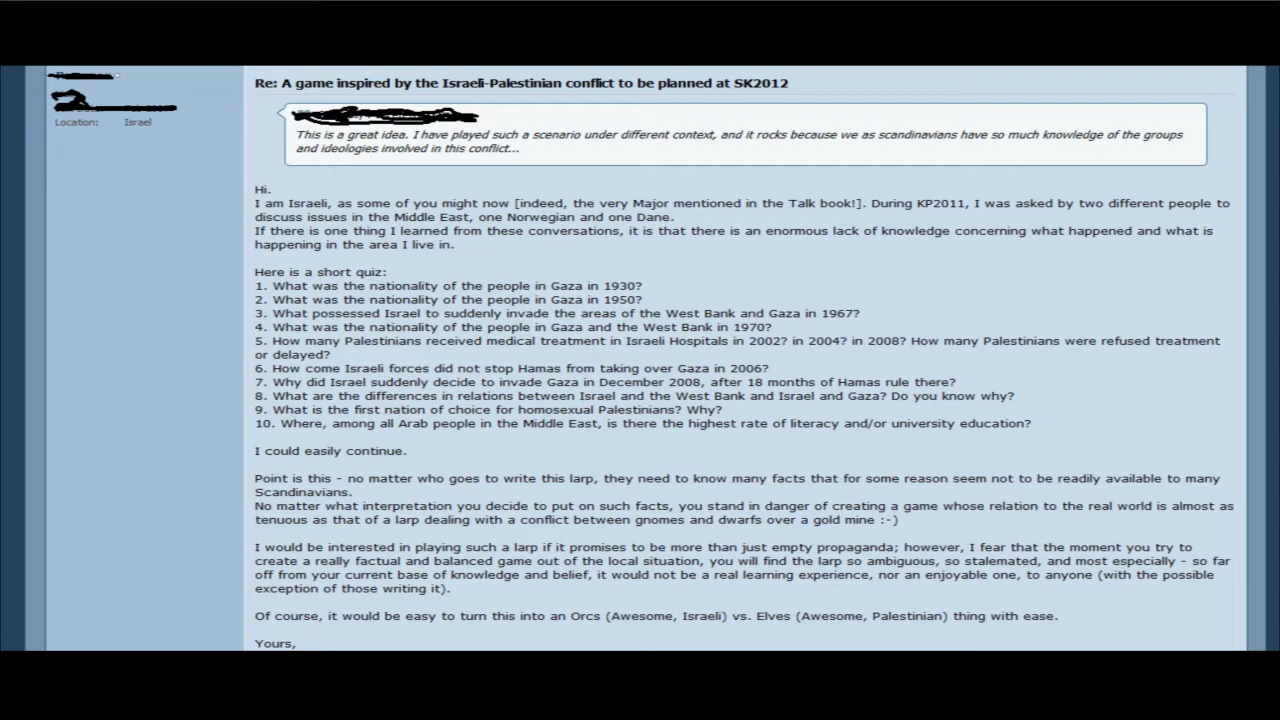 Re: A game inspired by the Israeli-Palestinian conflict to be planned at SK2012
Location: Israel
This is a great idea. I have played such a scenario under different context, and it rocks because we as scandinavians have so much knowledge of the groups
and ideologies involved in this conflict...
Hi.
I am Israeli, as some of you might now [indeed, the very Major mentioned in the Talk book!]. During KP2011, I was asked by two different people to
discuss issues in the Middle East, one Norwegian and one Dane.
If there is one thing I learned from these conversations, it is that there is an enormous lack of knowledge concerning what happened and what is
happening in the area I live in.
Here is a short quiz:
1. What was the nationality of the people in Gaza in 1930?
2. What was the nationality of the people in Gaza in 1950?
3. What possessed Israel to suddenly invade the areas of the West Bank and Gaza in 1967?
4. What was the nationality of the people in Gaza and the West Bank in 1970?
5. How many Palestinians received medical treatment in Israeli Hospitals in 2002? in 2004? in 2008? How many Palestinians were refused treatment
or delayed?
6. How come Israeli forces did not stop Hamas from taking over Gaza in 2006?
7. Why did Israel suddenly decide to invade Gaza in December 2008, after 18 months of Hamas rule there?
8. What are the differences in relations between Israel and the West Bank and Israel and Gaza? Do you know why?
9. What is the first nation of choice for homosexual Palestinians? Why?
10. Where, among all Arab people in the Middle East, is there the highest rate of literacy and/or university education?
I could easily continue.
Point is this - no matter who goes to write this larp, they need to know many facts that for some reason seem not to be readily available to many
Scandinavians.
No matter what interpretation you decide to put on such facts, you stand in danger of creating a game whose relation to the real world is almost as
tenuous as that of a larp dealing with a conflict between gnomes and dwarfs over a gold mine :-)
I would be interested in playing such a larp if it promises to be more than just empty propaganda; however, I fear that the moment you try to
create a really factual and balanced game out of the local situation, you will find the larp so ambiguous, so stalemated, and most especially - so far
off from your current base of knowledge and belief, it would not be a real learning experience, nor an enjoyable one, to anyone (with the possible
exception of those writing it).
Of course, it would be easy to turn this into an Orcs (Awesome, Israeli) vs. Elves (Awesome, Palestinian) thing with ease.
Yours,